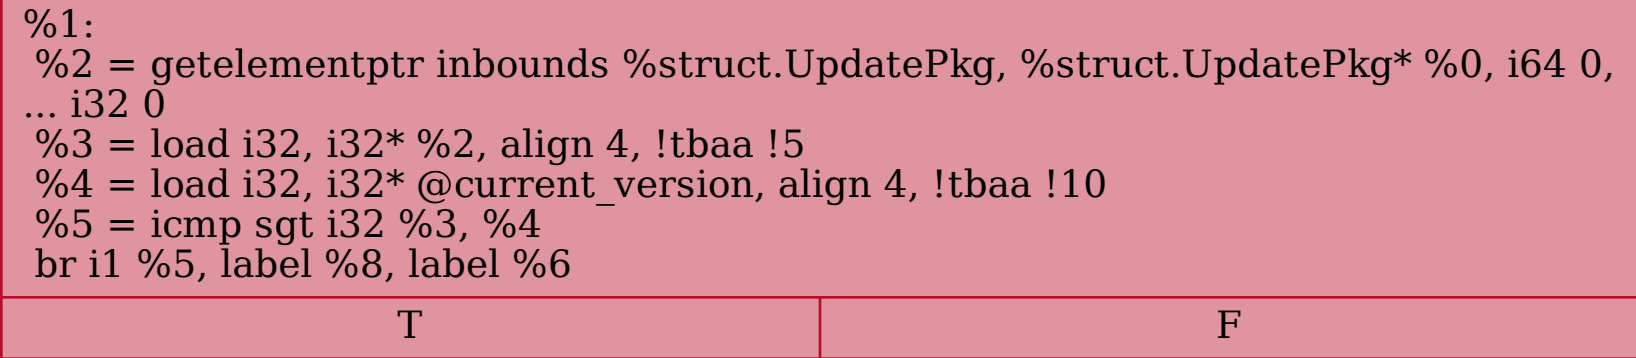 %1:
%2 = getelementptr inbounds %struct.UpdatePkg, %struct.UpdatePkg* %0, i64 0,
... i32 0
%3 = load i32, i32* %2, align 4, !tbaa !5
%4 = load i32, i32* @current_version, align 4, !tbaa !10
%5 = icmp sgt i32 %3, %4
br i1 %5, label %8, label %6
T F